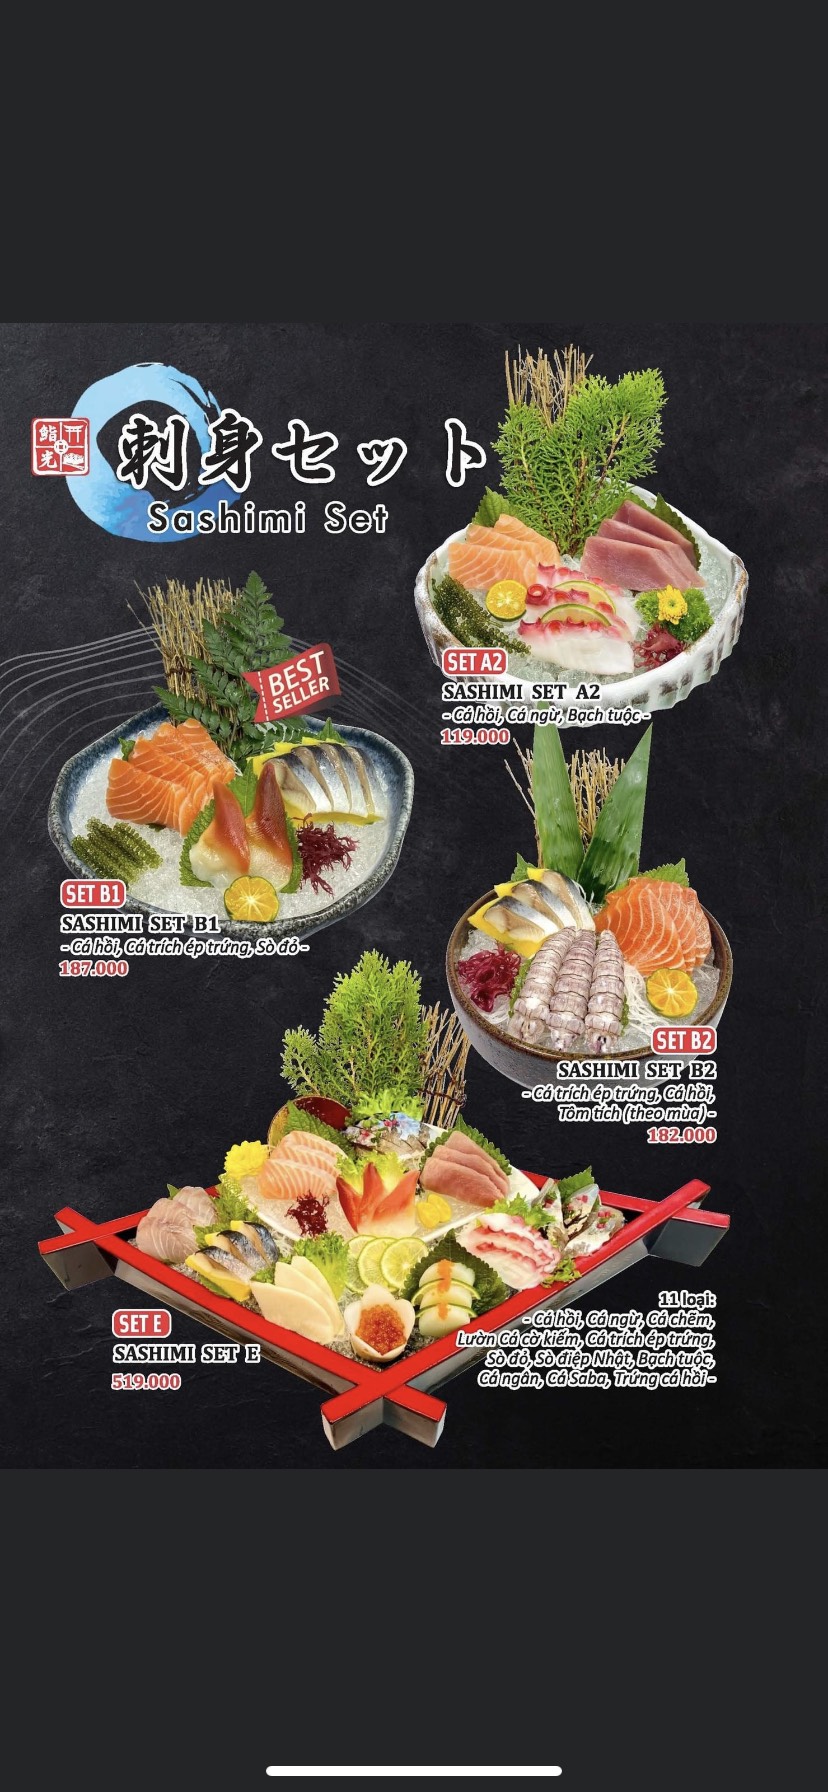 鮨光
刺身セット
Sashimi Set
SET A2
SASHIMI SET A2
- Cá hồi, Cá ngừ, Bạch tuộc -
119.000
BEST
SELLER
SET B1
SASHIMI SET B1
- Cá hồi, Cá trích ép trứng, Sò đỏ -
187.000
SET B2
SASHIMI SET B2
- Cá trích ép trứng, Cá hồi,
Tôm tích (theo mùa) -
182.000
SET E
SASHIMI SET E
519.000
11 loại:
- Cá hồi, Cá ngừ, Cá chẽm,
Lườn Cá cờ kiếm, Cá trích ép trứng,
Sò đỏ, Sò điệp Nhật, Bạch tuộc,
Cá ngân, Cá Saba, Trứng cá hồi -